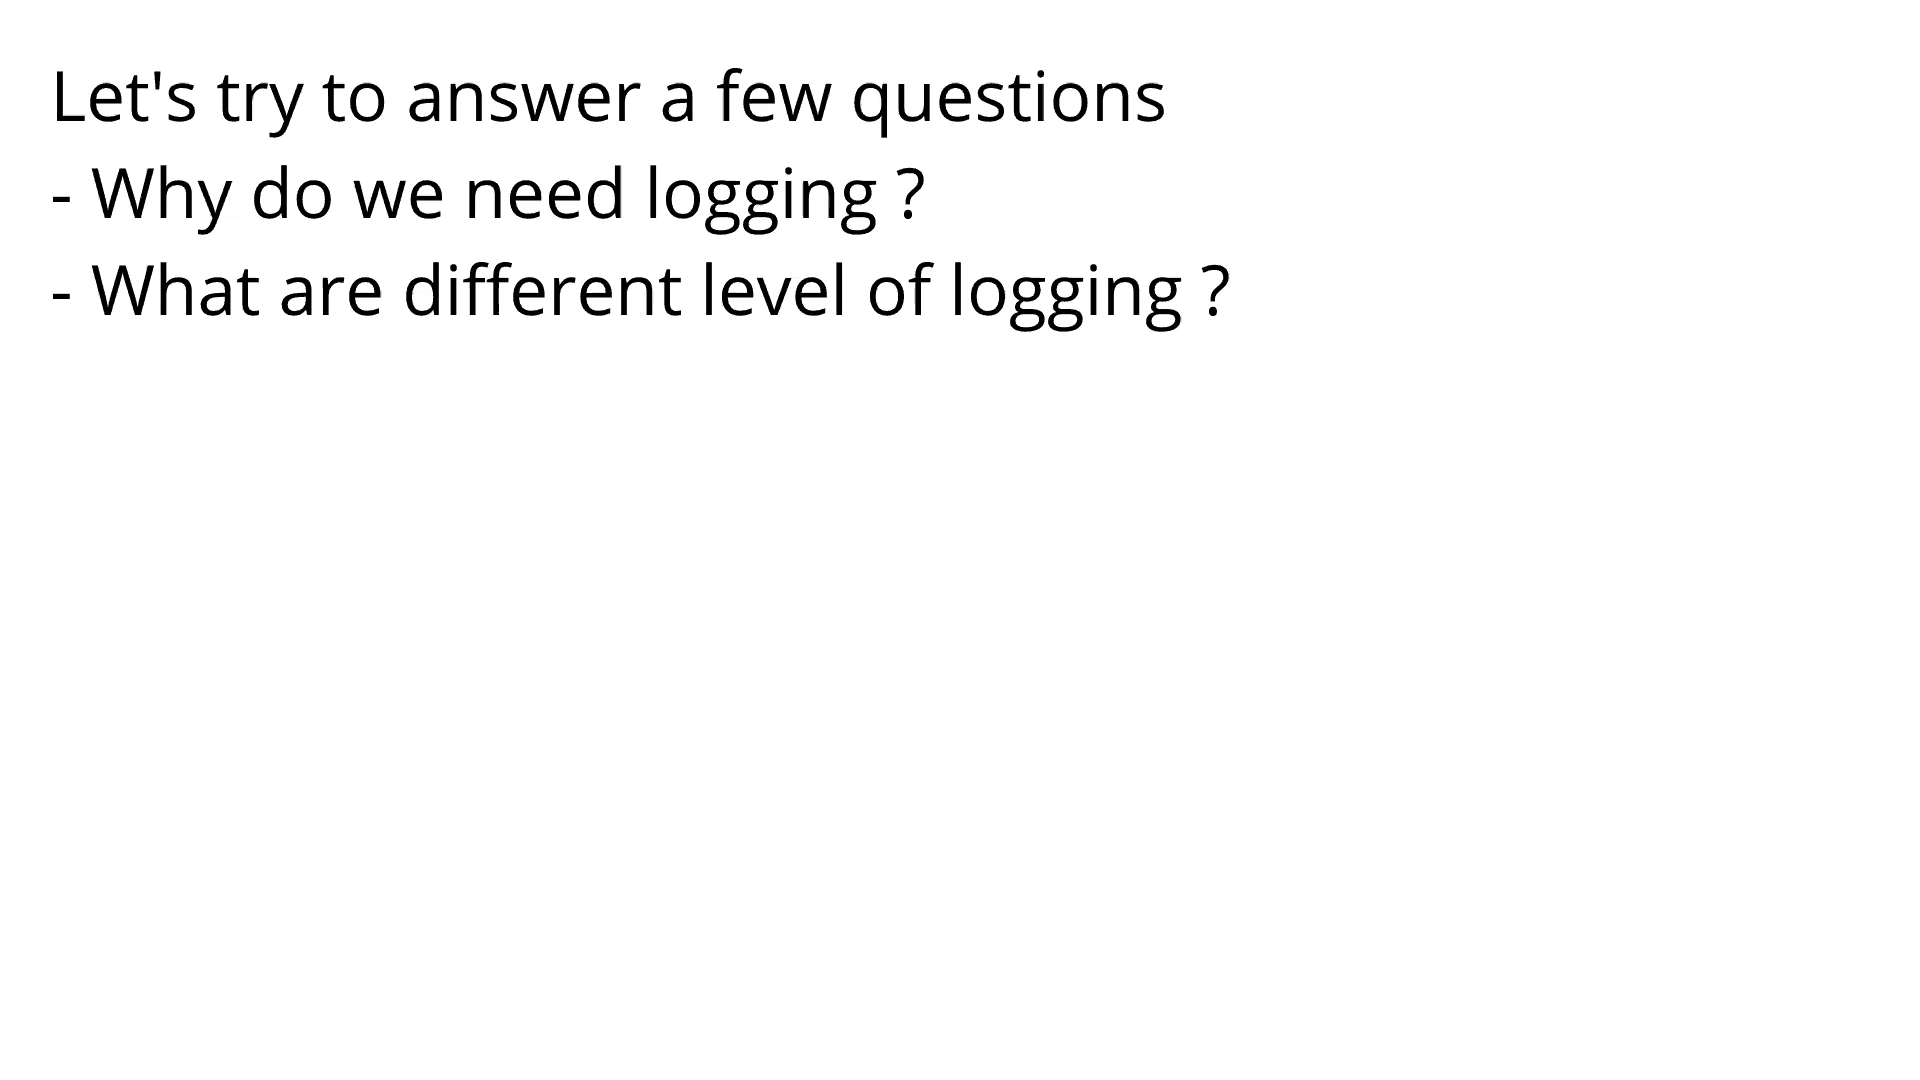 Let's try to answer a few questions
- Why do we need logging ?
- What are different level of logging ?